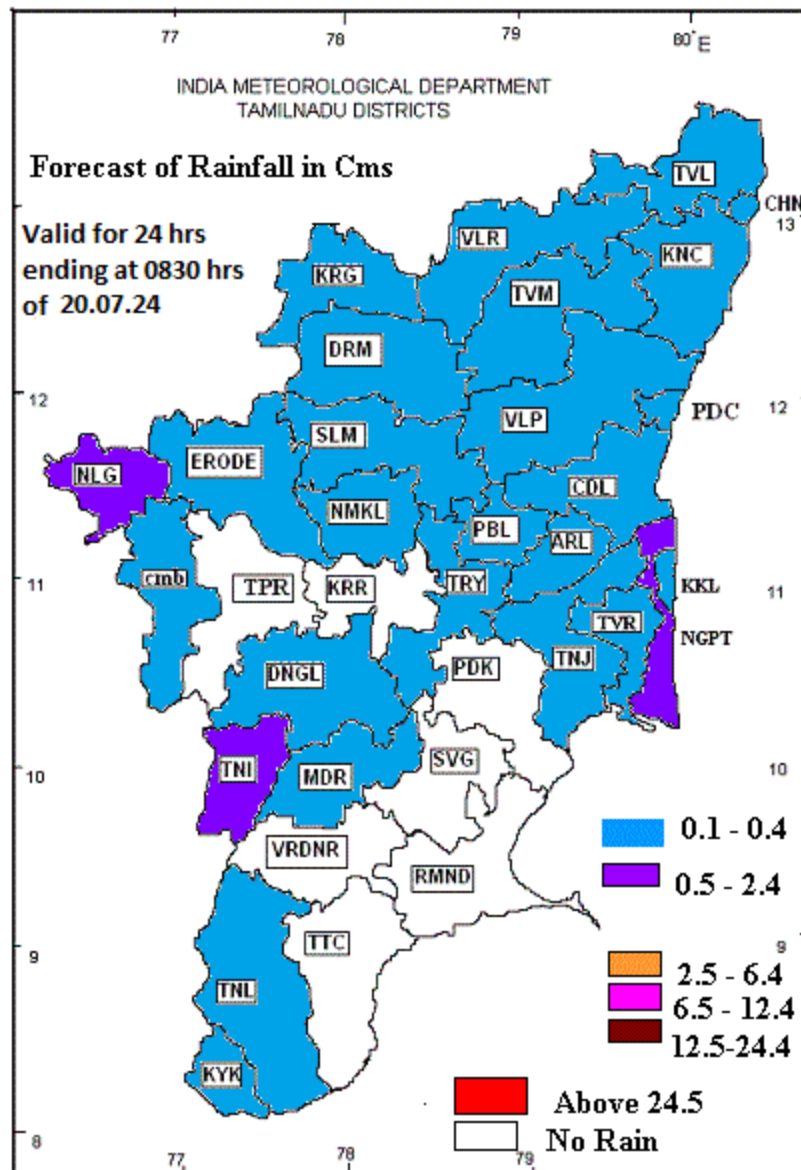 77 78 79 80°E
INDIA METEOROLOGICAL DEPARTMENT
TAMILNADU DISTRICTS
Forecast of Rainfall in Cms
Valid for 24 hrs
ending at 0830 hrs
of 20.07.24
TVL
CHN
13
VLR
KNC
KRG
TVM
DRM
12
12
PDC
VLP
SLM
ERODE
NLG
CDL
NMKL
PBL
ARL
11
cmb
TPR
KRR
TRY
KKL
11
TVR
NGPT
DNGL
PDK
TNJ
10
TNI
MDR
SVG
10
0.1 - 0.4
VRDNR
RMND
0.5 - 2.4
9
TTC
9
2.5 - 6.4
TNL
6.5 - 12.4
12.5-24.4
KYK
Above 24.5
8
No Rain
77 78 79